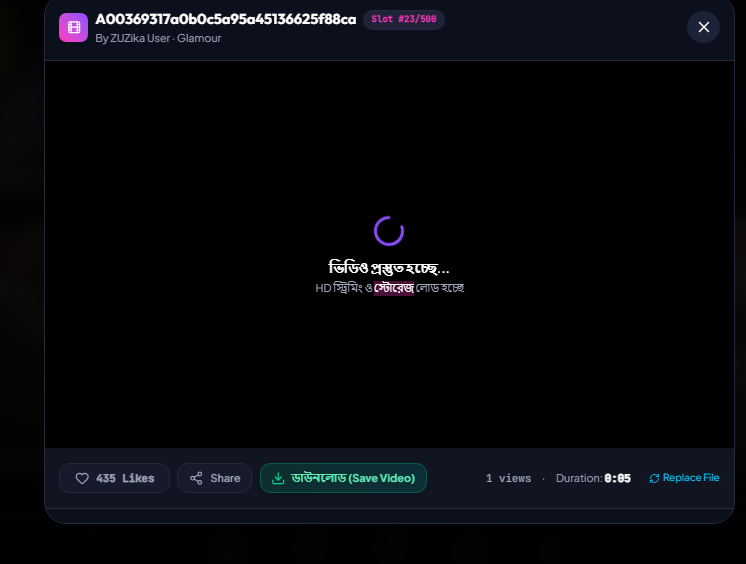 A00369317a0b0c5a95a45136625f88ca Slot #23/500
By ZUZika User · Glamour
ভিডিও প্রস্তুত হচ্ছে...
HD স্ট্রিমিং ও স্টোরেজ লোড হচ্ছে
435 Likes Share ডাউনলোড (Save Video) 1 views · Duration: 0:05 Replace File